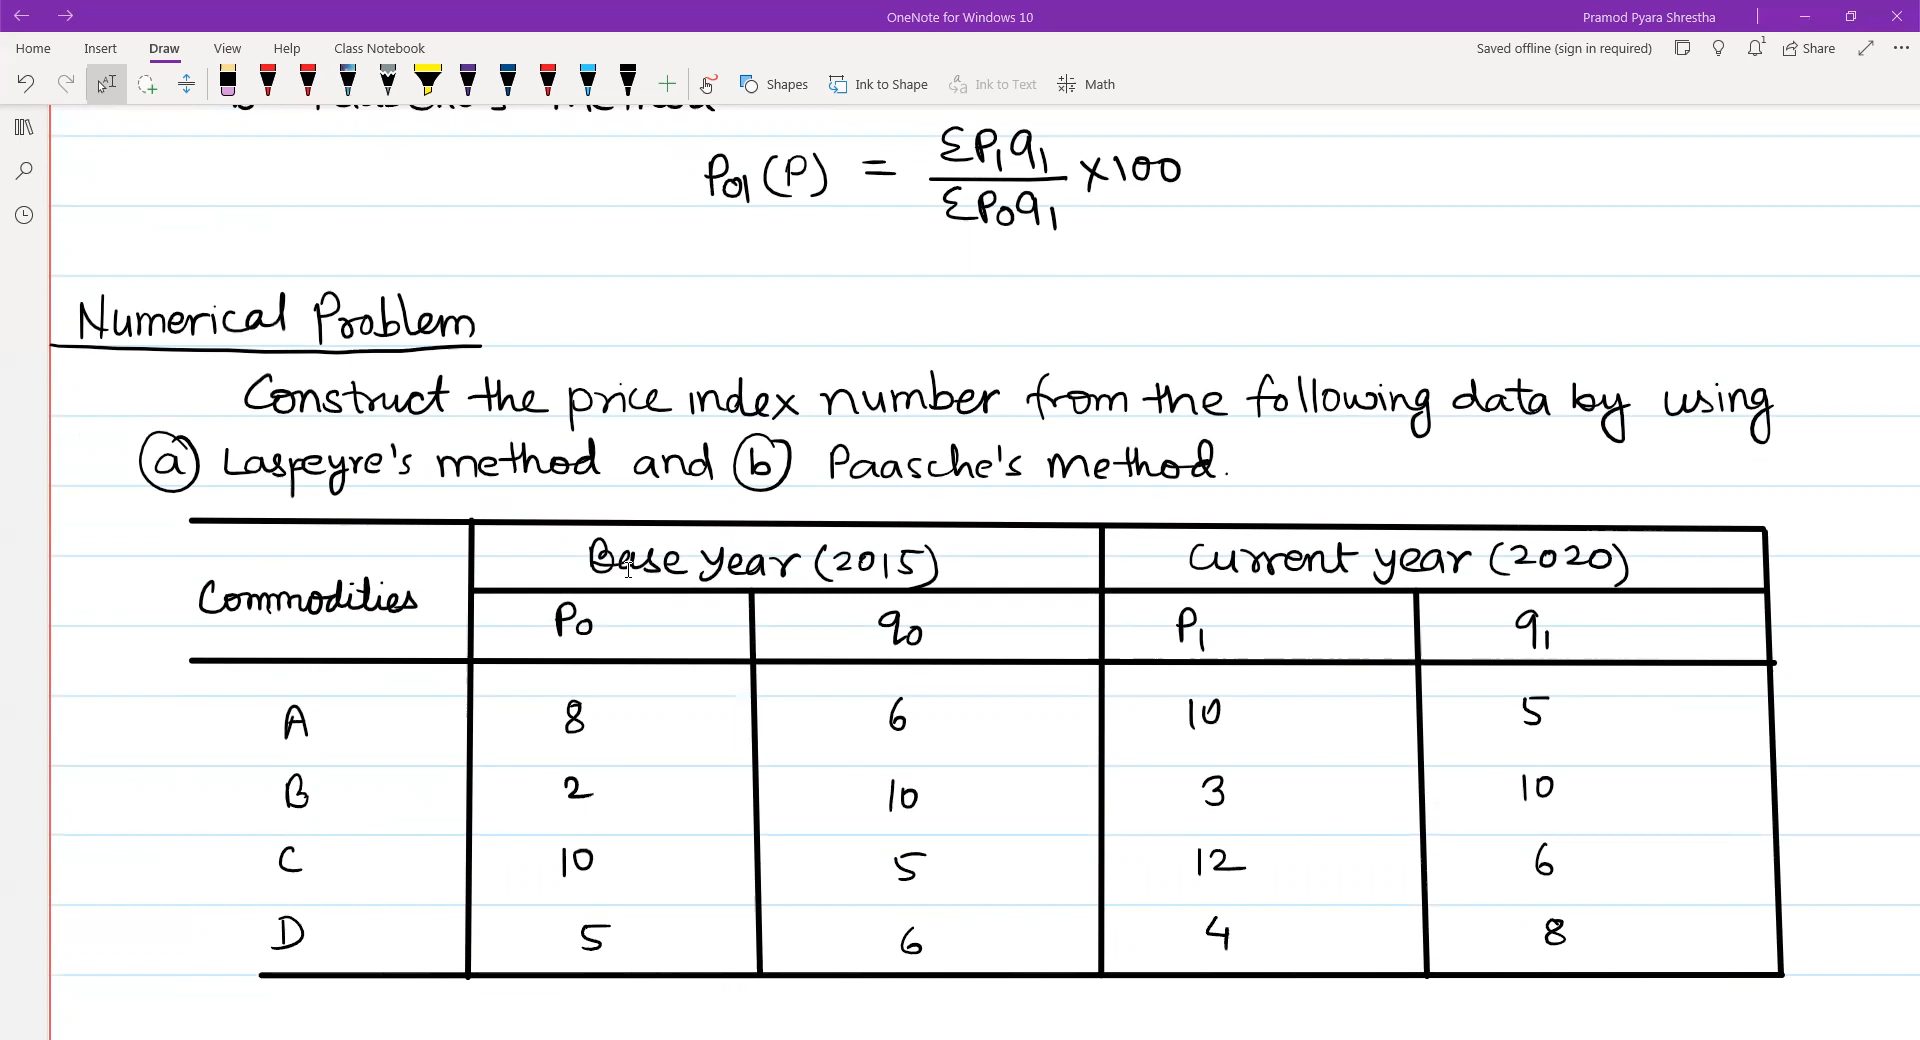 OneNote for Windows 10
Pramod Pyara Shrestha
Home Insert Draw View Help Class Notebook
Saved offline (sign in required) 1 Share
Shapes Ink to Shape Ink to Text Math
P01(P) = ΣP1q1 / ΣP0q1 ×100
Numerical Problem
Construct the price index number from the following data by using
(a) Laspeyre's method and (b) Paasche's method.
Commodities Base year (2015) Current year (2020)
P0 q0 P1 q1
A 8 6 10 5
B 2 10 3 10
C 10 5 12 6
D 5 6 4 8